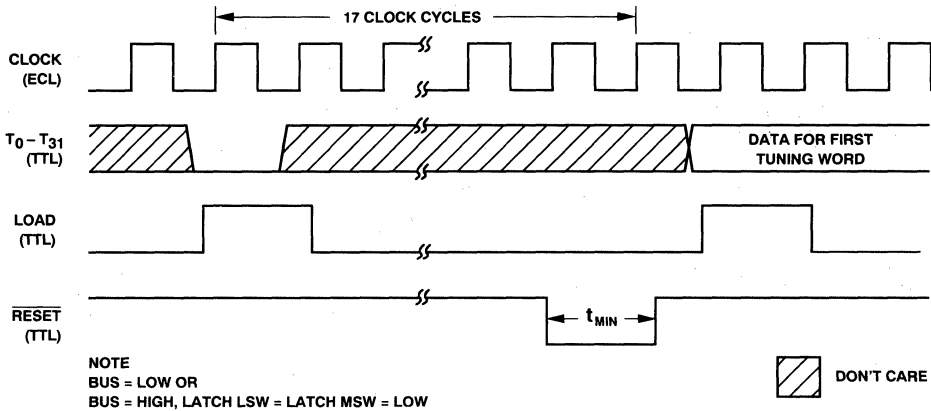 17 CLOCK CYCLES
CLOCK
(ECL)
T0 – T31
(TTL)
DATA FOR FIRST
TUNING WORD
LOAD
(TTL)
RESET
(TTL)
tMIN
NOTE
BUS = LOW OR
BUS = HIGH, LATCH LSW = LATCH MSW = LOW
DON'T CARE